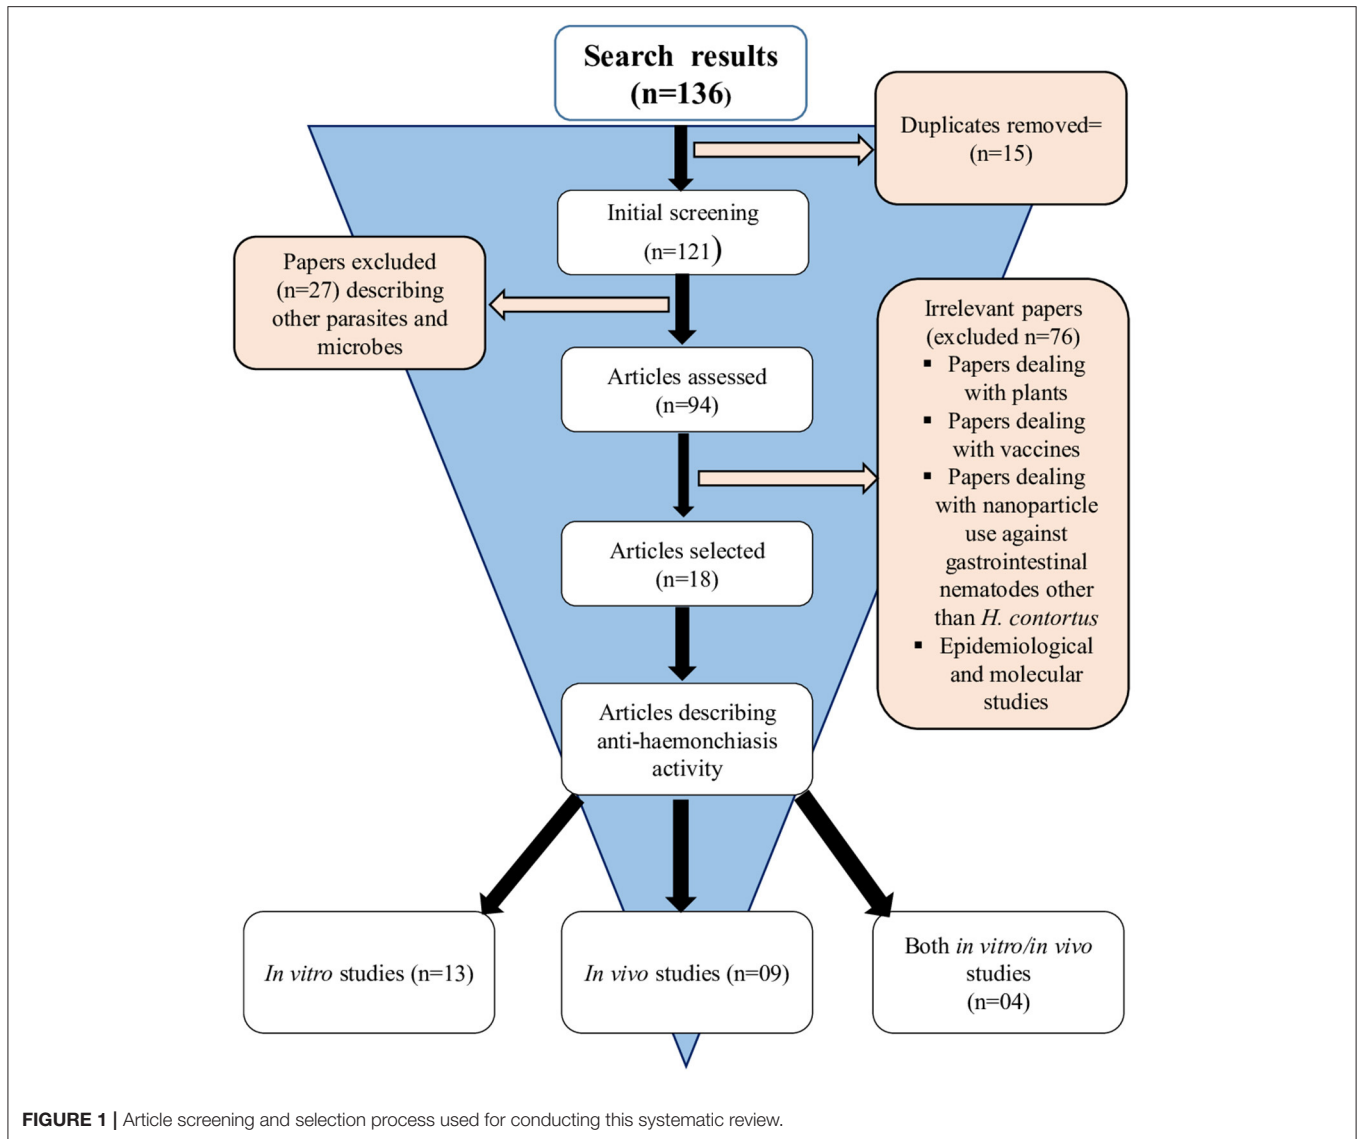 Search results
(n=136)
Duplicates removed=
(n=15)
Initial screening
(n=121)
Papers excluded
(n=27) describing
other parasites and
microbes
Articles assessed
(n=94)
Irrelevant papers
(excluded n=76)
▪ Papers dealing
with plants
▪ Papers dealing
with vaccines
▪ Papers dealing
with nanoparticle
use against
gastrointestinal
nematodes other
than H. contortus
▪ Epidemiological
and molecular
studies
Articles selected
(n=18)
Articles describing
anti-haemonchiasis
activity
In vitro studies (n=13)
In vivo studies (n=09)
Both in vitro/in vivo
studies
(n=04)
FIGURE 1 | Article screening and selection process used for conducting this systematic review.